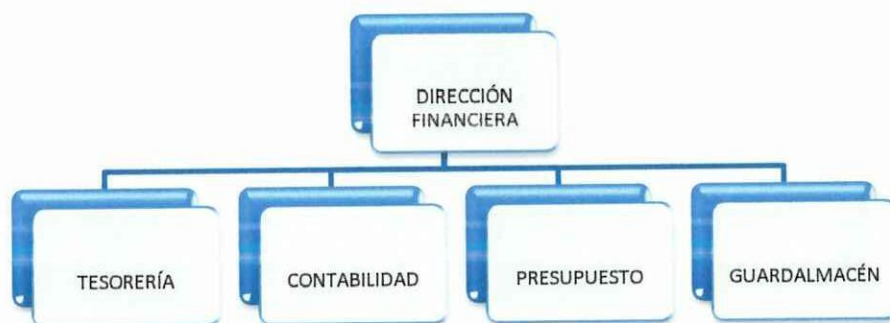 DIRECCIÓN
FINANCIERA
TESORERÍA
CONTABILIDAD
PRESUPUESTO
GUARDALMACÉN